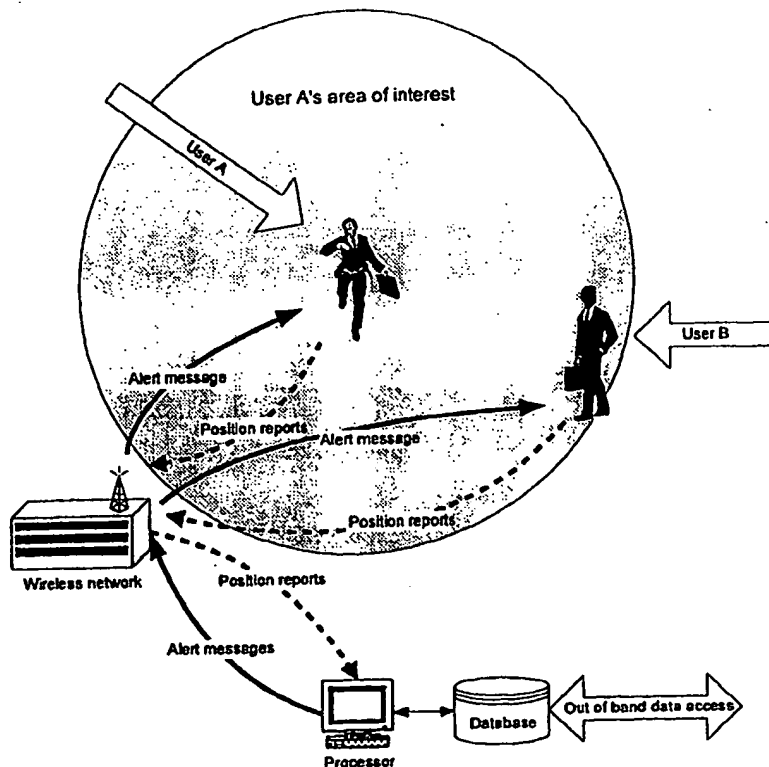 User A's area of interest
User A
User B
Alert message
Position reports
Alert message
Position reports
Wireless network
Position reports
Alert messages
Database
Out of band data access
Processor